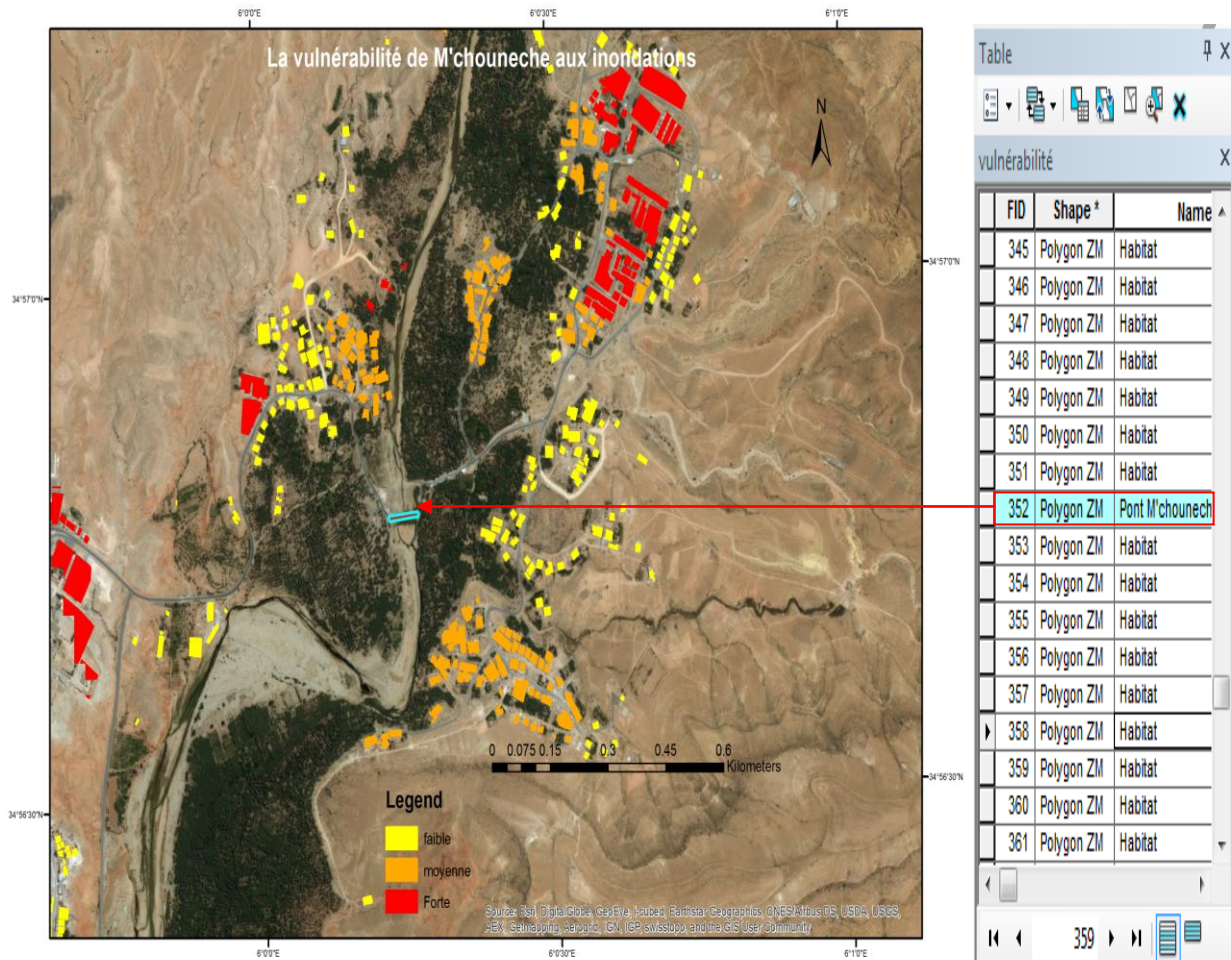 6°0'0"E 6°0'30"E 6°1'0"E
La vulnérabilité de M'chouneche aux inondations
N
34°57'0"N
34°57'0"N
34°56'30"N
34°56'30"N
0 0.075 0.15 0.3 0.45 0.6
Kilometers
Legend
faible
moyenne
Forte
Source: Esri, DigitalGlobe, GeoEye, i-cubed, Earthstar Geographics, CNES/Airbus DS, USDA, USGS,
AEX, Getmapping, Aerogrid, IGN, IGP, swisstopo, and the GIS User Community
6°0'0"E 6°0'30"E 6°1'0"E
Table
vulnérabilité
FID Shape * Name
345 Polygon ZM Habitat
346 Polygon ZM Habitat
347 Polygon ZM Habitat
348 Polygon ZM Habitat
349 Polygon ZM Habitat
350 Polygon ZM Habitat
351 Polygon ZM Habitat
352 Polygon ZM Pont M'chounech
353 Polygon ZM Habitat
354 Polygon ZM Habitat
355 Polygon ZM Habitat
356 Polygon ZM Habitat
357 Polygon ZM Habitat
358 Polygon ZM Habitat
359 Polygon ZM Habitat
360 Polygon ZM Habitat
361 Polygon ZM Habitat
359